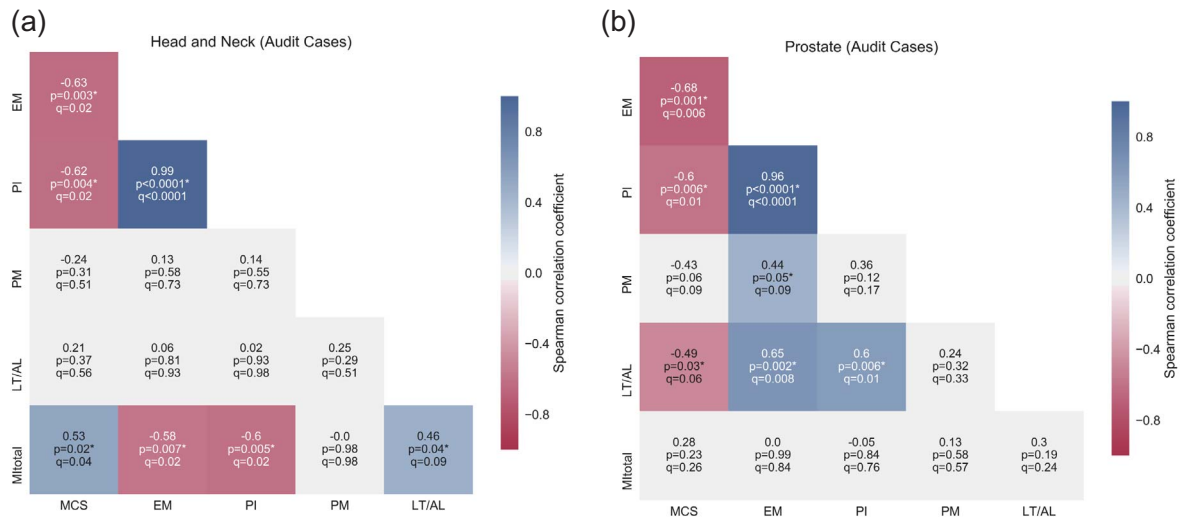 (a)
Head and Neck (Audit Cases)
EM
-0.63
p=0.003*
q=0.02
PI
-0.62
p=0.004*
q=0.02
0.99
p<0.0001*
q<0.0001
PM
-0.24
p=0.31
q=0.51
0.13
p=0.58
q=0.73
0.14
p=0.55
q=0.73
LT/AL
0.21
p=0.37
q=0.56
0.06
p=0.81
q=0.93
0.02
p=0.93
q=0.98
0.25
p=0.29
q=0.51
MItotal
0.53
p=0.02*
q=0.04
-0.58
p=0.007*
q=0.02
-0.6
p=0.005*
q=0.02
-0.0
p=0.98
q=0.98
0.46
p=0.04*
q=0.09
MCS
EM
PI
PM
LT/AL
0.8
0.4
0.0
−0.4
−0.8
Spearman correlation coefficient
(b)
Prostate (Audit Cases)
EM
-0.68
p=0.001*
q=0.006
PI
-0.6
p=0.006*
q=0.01
0.96
p<0.0001*
q<0.0001
PM
-0.43
p=0.06
q=0.09
0.44
p=0.05*
q=0.09
0.36
p=0.12
q=0.17
LT/AL
-0.49
p=0.03*
q=0.06
0.65
p=0.002*
q=0.008
0.6
p=0.006*
q=0.01
0.24
p=0.32
q=0.33
MItotal
0.28
p=0.23
q=0.26
0.0
p=0.99
q=0.84
-0.05
p=0.84
q=0.76
0.13
p=0.58
q=0.57
0.3
p=0.19
q=0.24
MCS
EM
PI
PM
LT/AL
0.8
0.4
0.0
−0.4
−0.8
Spearman correlation coefficient